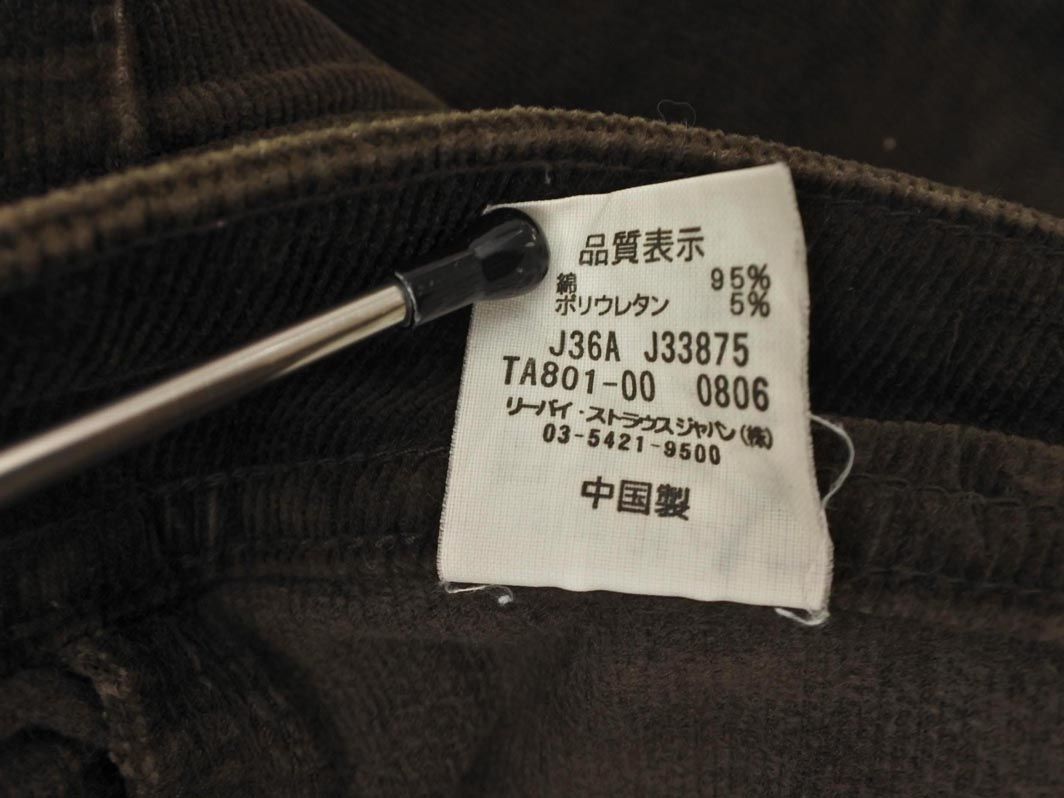 品質表示
綿 95%
ポリウレタン 5%
J36A J33875
TA801-00 0806
リーバイ・ストラウスジャパン(株)
03-5421-9500
中国製